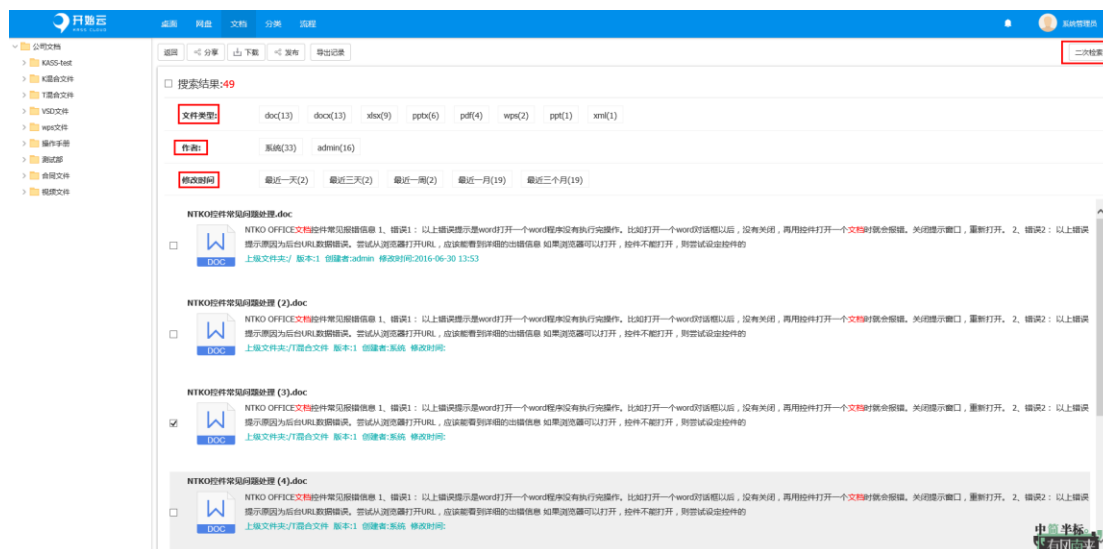 开始云
桌面 网盘 文档 分类 流程
系统管理员
公司文档
KASS-test
K混合文件
T混合文件
VSD文件
wps文件
操作手册
测试部
合同文件
视频文件
返回 分享 下载 发布 导出记录 二次检索
搜索结果:49
文件类型: doc(13) docx(13) xlsx(9) pptx(6) pdf(4) wps(2) ppt(1) xml(1)
作者: 系统(33) admin(16)
修改时间 最近一天(2) 最近三天(2) 最近一周(2) 最近一月(19) 最近三个月(19)
NTKO控件常见问题处理.doc
NTKO OFFICE文档控件常见报错信息 1、错误1： 以上错误提示是word打开一个word程序没有执行完操作。比如打开一个word对话框以后，没有关闭，再用控件打开一个文档时就会报错。关闭提示窗口，重新打开。 2、错误2： 以上错误
提示原因为后台URL数据错误。尝试从浏览器打开URL，应该能看到详细的出错信息 如果浏览器可以打开，控件不能打开，则尝试设定控件的
DOC
上级文件夹:/ 版本:1 创建者:admin 修改时间:2016-06-30 13:53
NTKO控件常见问题处理 (2).doc
NTKO OFFICE文档控件常见报错信息 1、错误1： 以上错误提示是word打开一个word程序没有执行完操作。比如打开一个word对话框以后，没有关闭，再用控件打开一个文档时就会报错。关闭提示窗口，重新打开。 2、错误2： 以上错误
提示原因为后台URL数据错误。尝试从浏览器打开URL，应该能看到详细的出错信息 如果浏览器可以打开，控件不能打开，则尝试设定控件的
DOC
上级文件夹:/T混合文件 版本:1 创建者:系统 修改时间:
NTKO控件常见问题处理 (3).doc
NTKO OFFICE文档控件常见报错信息 1、错误1： 以上错误提示是word打开一个word程序没有执行完操作。比如打开一个word对话框以后，没有关闭，再用控件打开一个文档时就会报错。关闭提示窗口，重新打开。 2、错误2： 以上错误
提示原因为后台URL数据错误。尝试从浏览器打开URL，应该能看到详细的出错信息 如果浏览器可以打开，控件不能打开，则尝试设定控件的
DOC
上级文件夹:/T混合文件 版本:1 创建者:系统 修改时间:
NTKO控件常见问题处理 (4).doc
NTKO OFFICE文档控件常见报错信息 1、错误1： 以上错误提示是word打开一个word程序没有执行完操作。比如打开一个word对话框以后，没有关闭，再用控件打开一个文档时就会报错。关闭提示窗口，重新打开。 2、错误2： 以上错误
提示原因为后台URL数据错误。尝试从浏览器打开URL，应该能看到详细的出错信息 如果浏览器可以打开，控件不能打开，则尝试设定控件的
DOC
上级文件夹:/T混合文件 版本:1 创建者:系统 修改时间: